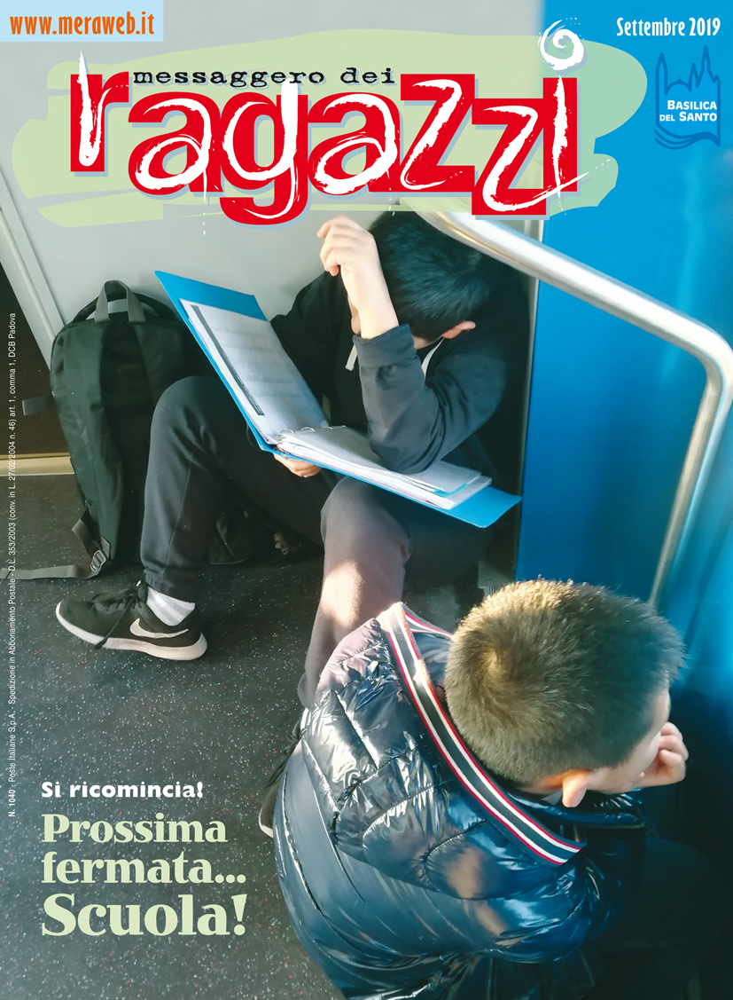 www.meraweb.it
Settembre 2019
messaggero dei
ragazzi
BASILICA
DEL SANTO
N. 1040 - Poste Italiane S.p.A. - Spedizione in Abbonamento Postale - D.L. 353/2003 (conv. in L. 27/02/2004 n. 46) art. 1, comma 1, DCB Padova
Si ricomincia!
Prossima
fermata...
Scuola!